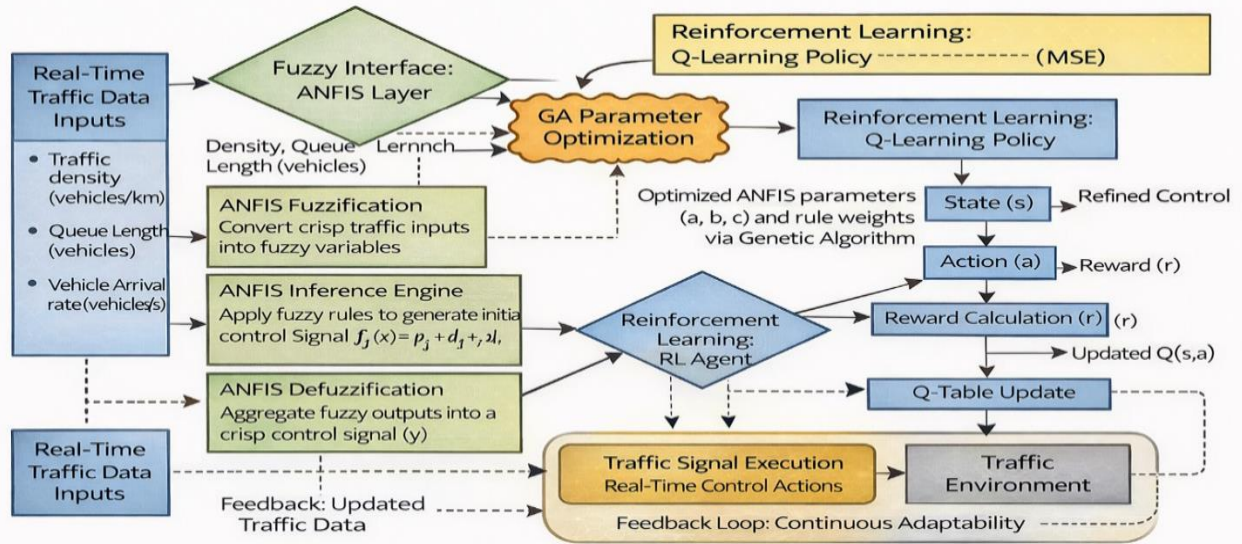 Real-Time
Traffic Data
Inputs
• Traffic
density
(vehicles/km)
• Queue Length
(vehicles)
• Vehicle Arrival
rate(vehicles/s)
Real-Time
Traffic Data
Inputs
Fuzzy Interface:
ANFIS Layer
Density, Queue Lernnch
Length (vehicles)
ANFIS Fuzzification
Convert crisp traffic inputs
into fuzzy variables
ANFIS Inference Engine
Apply fuzzy rules to generate initia
control Signal
ANFIS Defuzzification
Aggregate fuzzy outputs into a
crisp control signal (y)
Feedback: Updated
Traffic Data
Reinforcement Learning:
Q-Learning Policy (MSE)
GA Parameter
Optimization
Reinforcement Learning:
Q-Learning Policy
Optimized ANFIS parameters
(a, b, c) and rule weights
via Genetic Algorithm
State (s)
Refined Control
Action (a)
Reward (r)
Reward Calculation (r) (r)
Updated Q(s,a)
Q-Table Update
Reinforcement
Learning:
RL Agent
Traffic Signal Execution
Real-Time Control Actions
Traffic
Environment
Feedback Loop: Continuous Adaptability